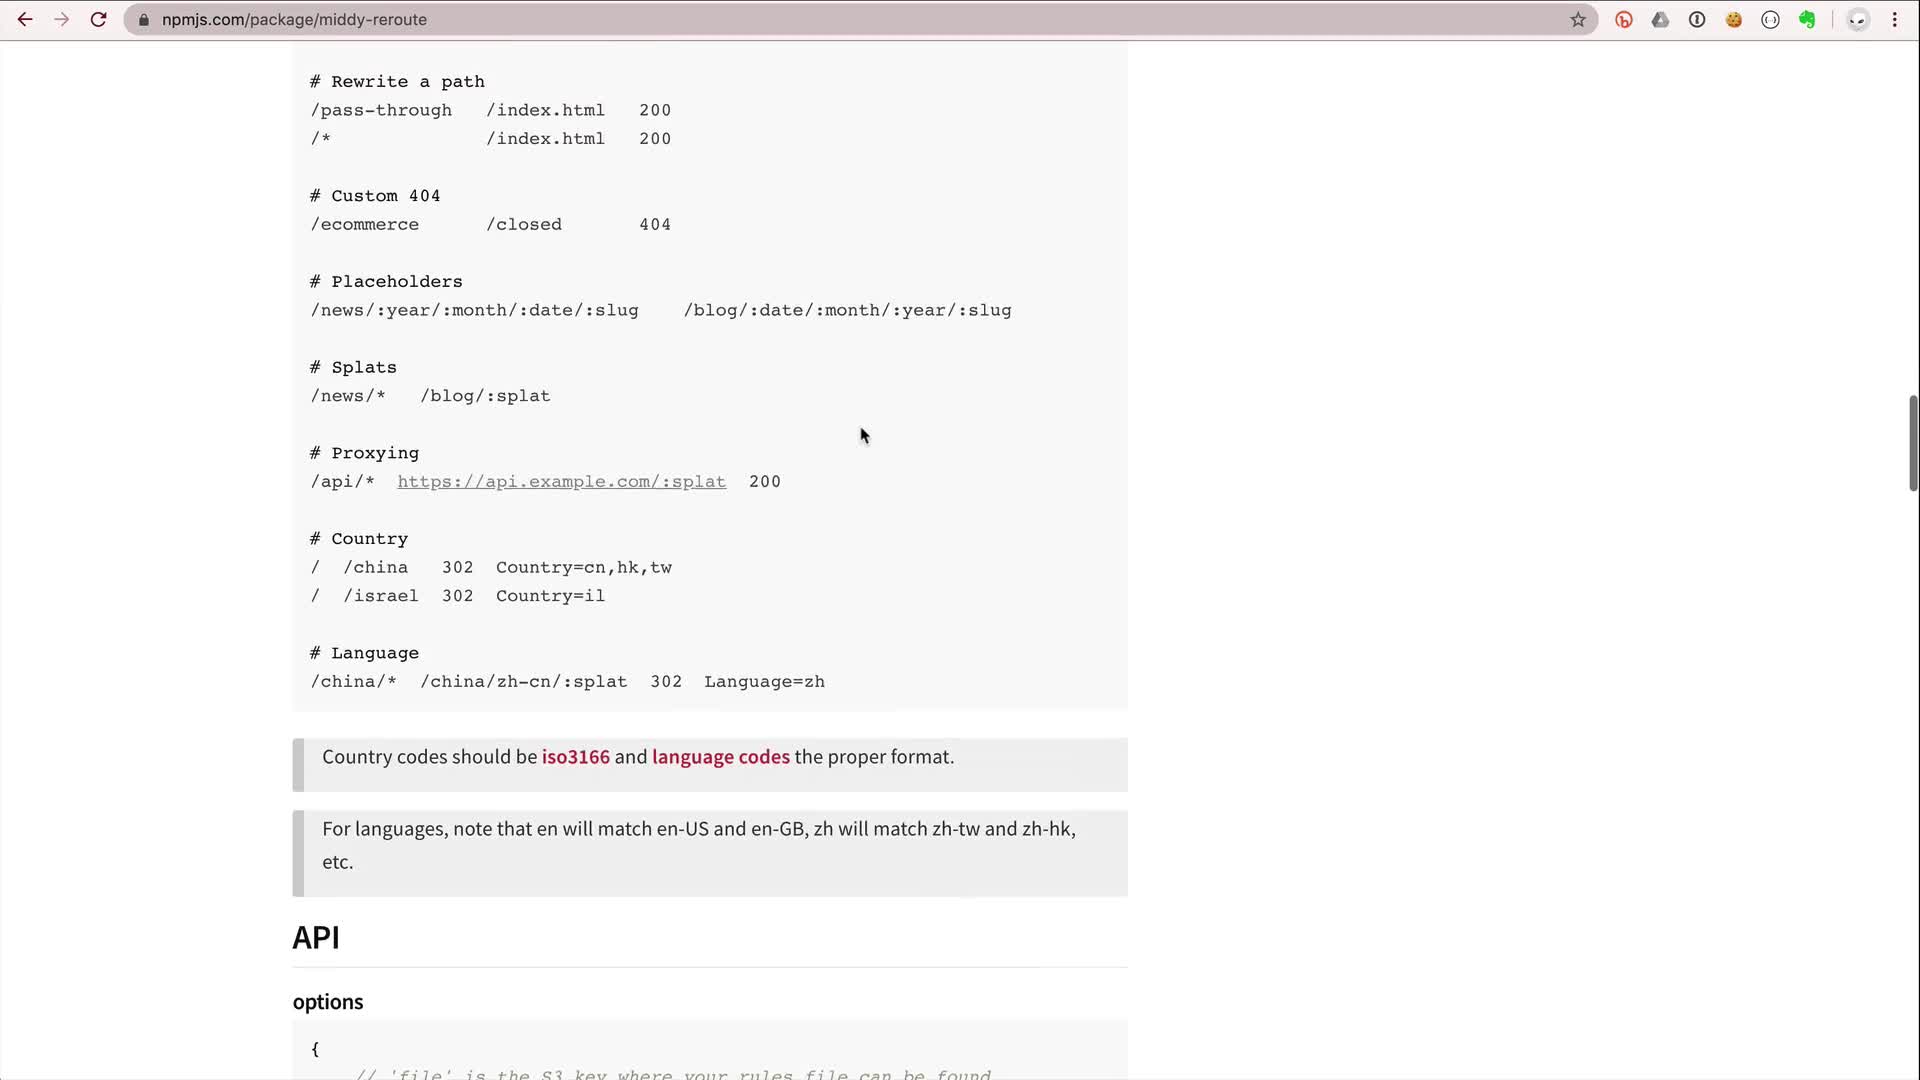 npmjs.com/package/middy-reroute
# Rewrite a path
/pass-through /index.html 200
/* /index.html 200
# Custom 404
/ecommerce /closed 404
# Placeholders
/news/:year/:month/:date/:slug /blog/:date/:month/:year/:slug
# Splats
/news/* /blog/:splat
# Proxying
/api/* https://api.example.com/:splat 200
# Country
/ /china 302 Country=cn,hk,tw
/ /israel 302 Country=il
# Language
/china/* /china/zh-cn/:splat 302 Language=zh
Country codes should be iso3166 and language codes the proper format.
For languages, note that en will match en-US and en-GB, zh will match zh-tw and zh-hk,
etc.
API
options
{
// 'file' is the S3 key where your rules file can be found